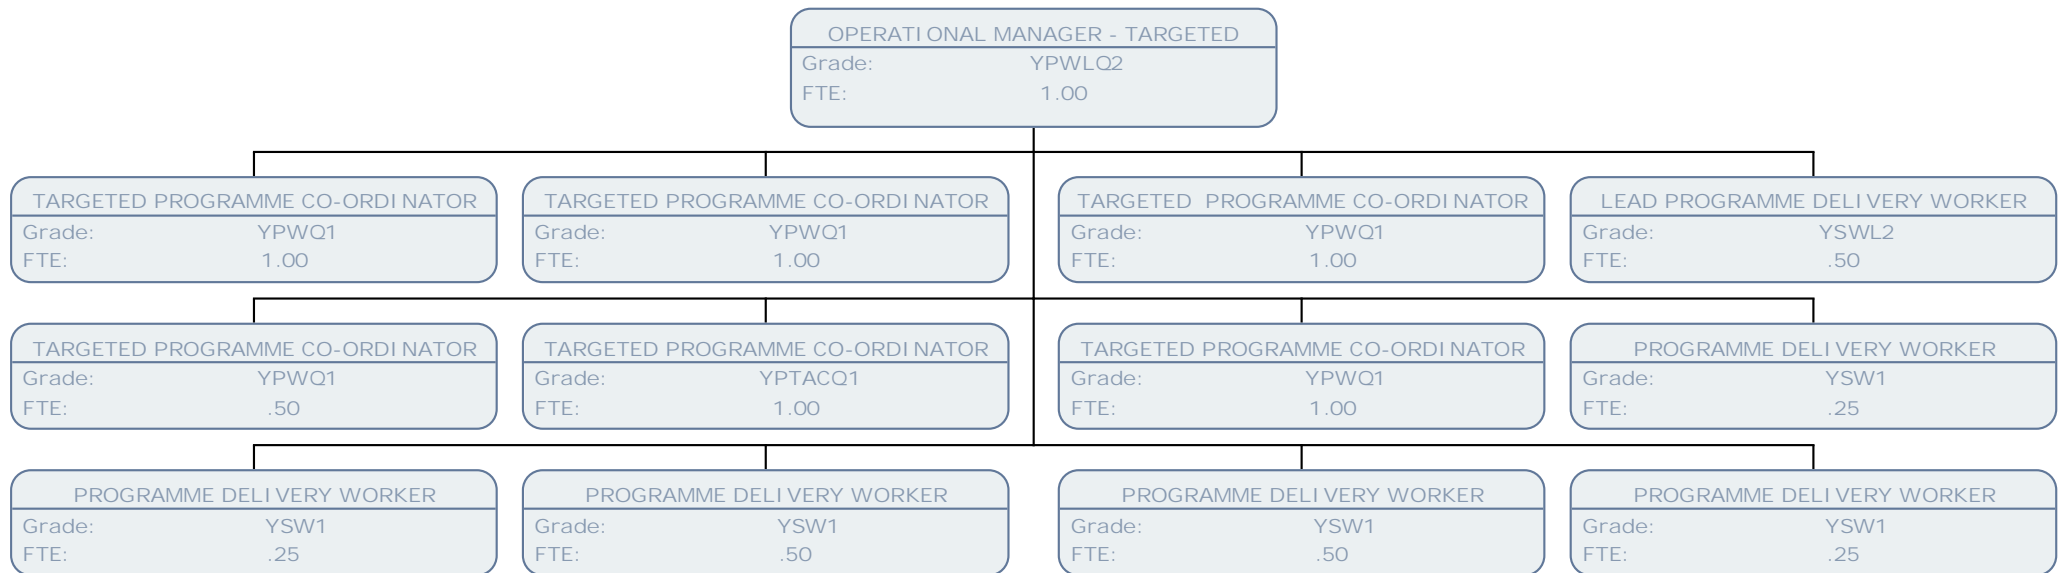 OPERATIONAL MANAGER - TARGETED
Grade: YPWLQ2
FTE: 1.00
TARGETED PROGRAMME CO-ORDINATOR
Grade: YPWQ1
FTE: 1.00
TARGETED PROGRAMME CO-ORDINATOR
Grade: YPWQ1
FTE: 1.00
TARGETED PROGRAMME CO-ORDINATOR
Grade: YPWQ1
FTE: 1.00
LEAD PROGRAMME DELIVERY WORKER
Grade: YSWL2
FTE: .50
TARGETED PROGRAMME CO-ORDINATOR
Grade: YPWQ1
FTE: .50
TARGETED PROGRAMME CO-ORDINATOR
Grade: YPTACQ1
FTE: 1.00
TARGETED PROGRAMME CO-ORDINATOR
Grade: YPWQ1
FTE: 1.00
PROGRAMME DELIVERY WORKER
Grade: YSW1
FTE: .25
PROGRAMME DELIVERY WORKER
Grade: YSW1
FTE: .25
PROGRAMME DELIVERY WORKER
Grade: YSW1
FTE: .50
PROGRAMME DELIVERY WORKER
Grade: YSW1
FTE: .50
PROGRAMME DELIVERY WORKER
Grade: YSW1
FTE: .25